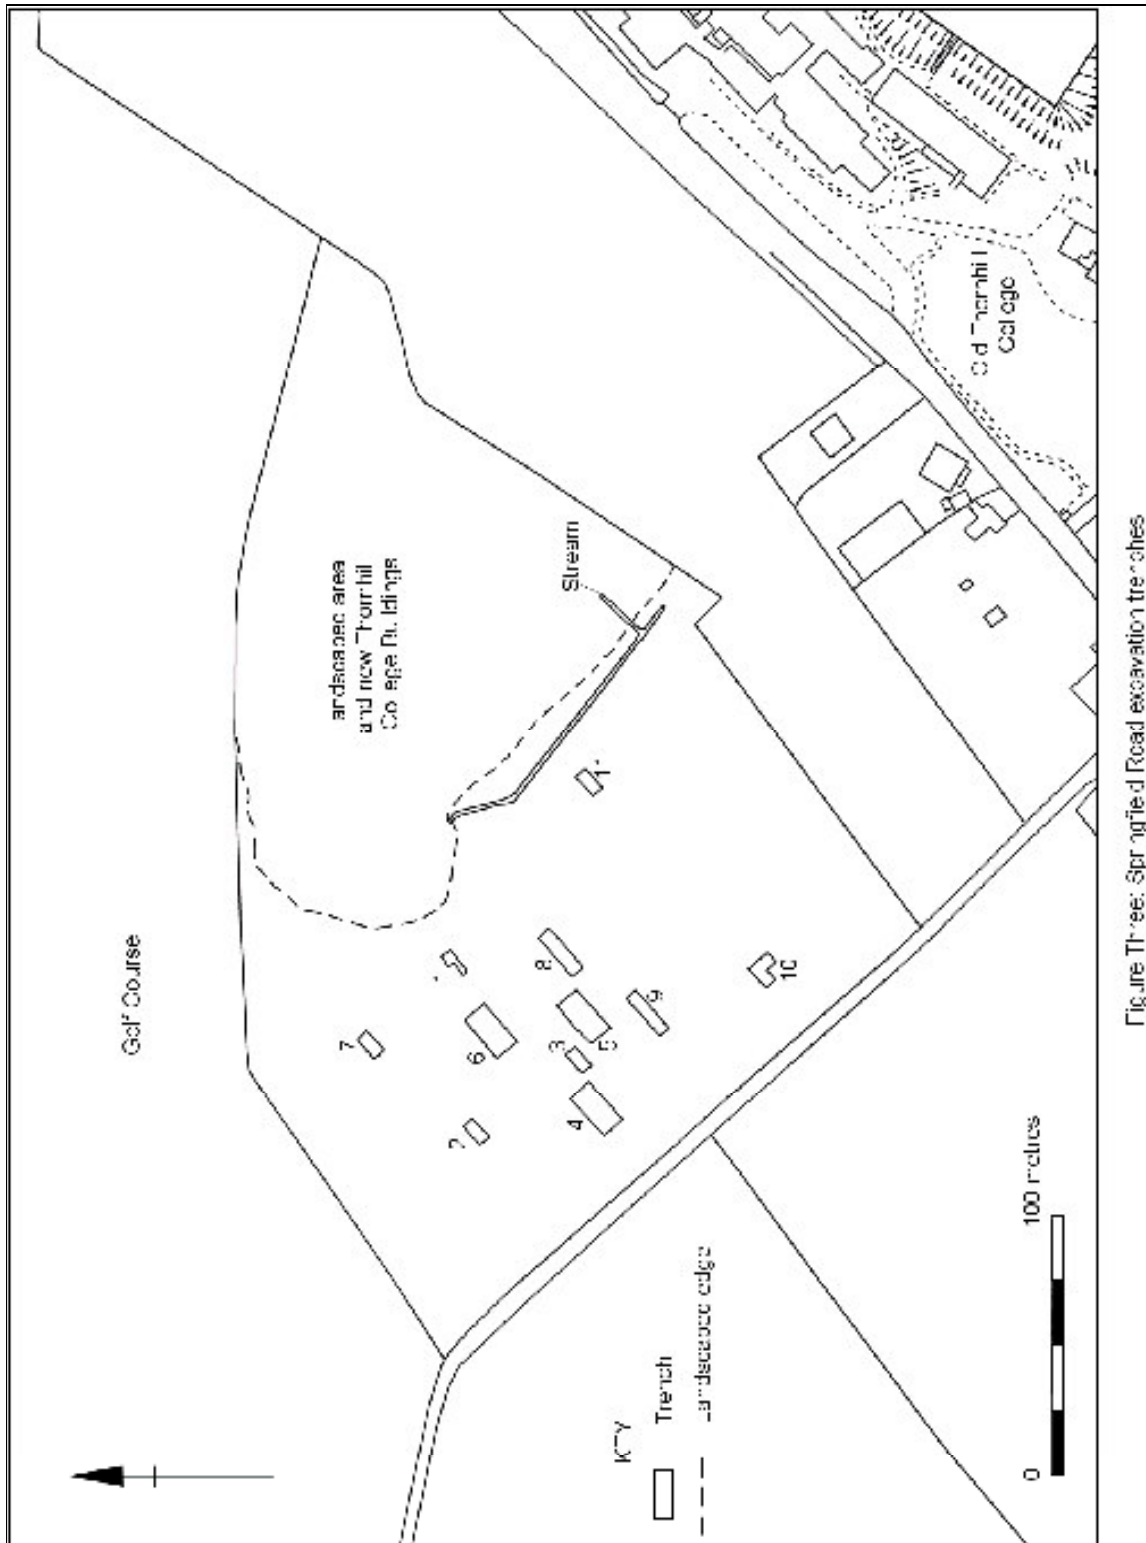 Golf Course
Landscaped area
and new Thornhill
College Buildings
Stream
Old Thornhill
College
7
1
2
6
3
8
4
5
9
10
11
KEY
Trench
Landscaped edge
0
100 metres
Figure Three: Springfield Road excavation trenches